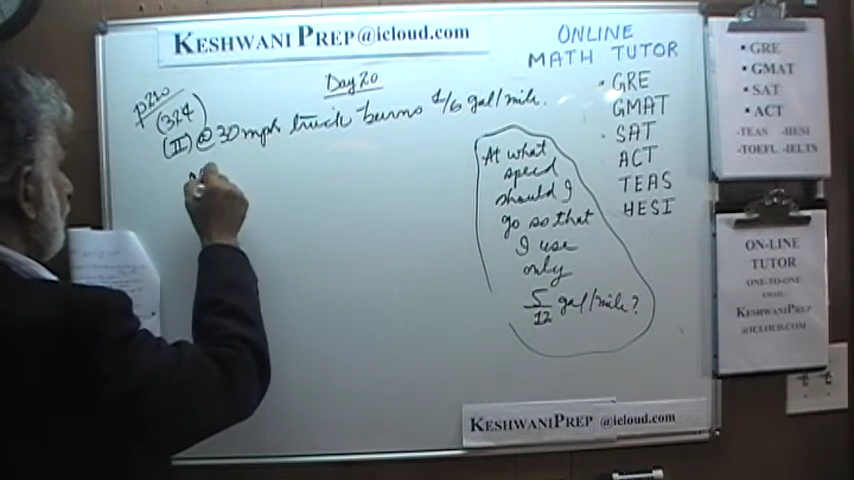 KESHWANI PREP@icloud.com
Day 20
p220
(324)
(II) @ 30 mph truck burns 1/6 gal/mile.
At what
speed
should I
go so that
I use
only
5/12 gal/mile?
ONLINE
MATH TUTOR
• GRE
GMAT
• SAT
ACT
TEAS
HESI
• GRE
• GMAT
• SAT
• ACT
-TEAS -HESI
-TOEFL -IELTS
ON-LINE
TUTOR
ONE-TO-ONE
EMAIL:
KESHWANIPREP
@ICLOUD.COM
KESHWANIPREP @icloud.com